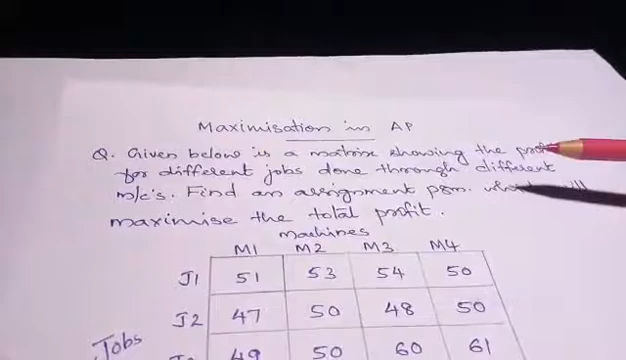 Maximisation in AP
Q. Given below is a matrix showing the profit
for different jobs done through different
m/c's. Find an assignment pgm. which will
maximise the total profit.
machines
M1 M2 M3 M4
J1 51 53 54 50
J2 47 50 48 50
Jobs
49 50 60 61